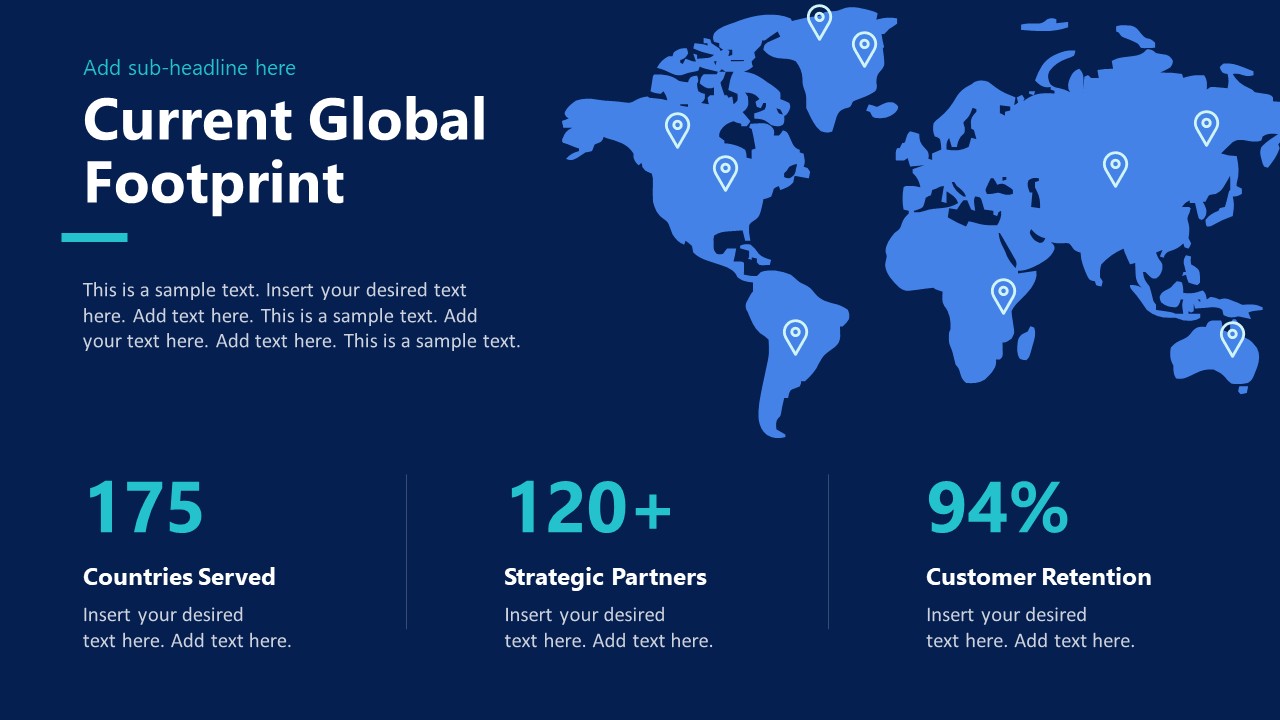 Add sub-headline here
Current Global
Footprint
This is a sample text. Insert your desired text
here. Add text here. This is a sample text. Add
your text here. Add text here. This is a sample text.
175
Countries Served
Insert your desired
text here. Add text here.
120+
Strategic Partners
Insert your desired
text here. Add text here.
94%
Customer Retention
Insert your desired
text here. Add text here.